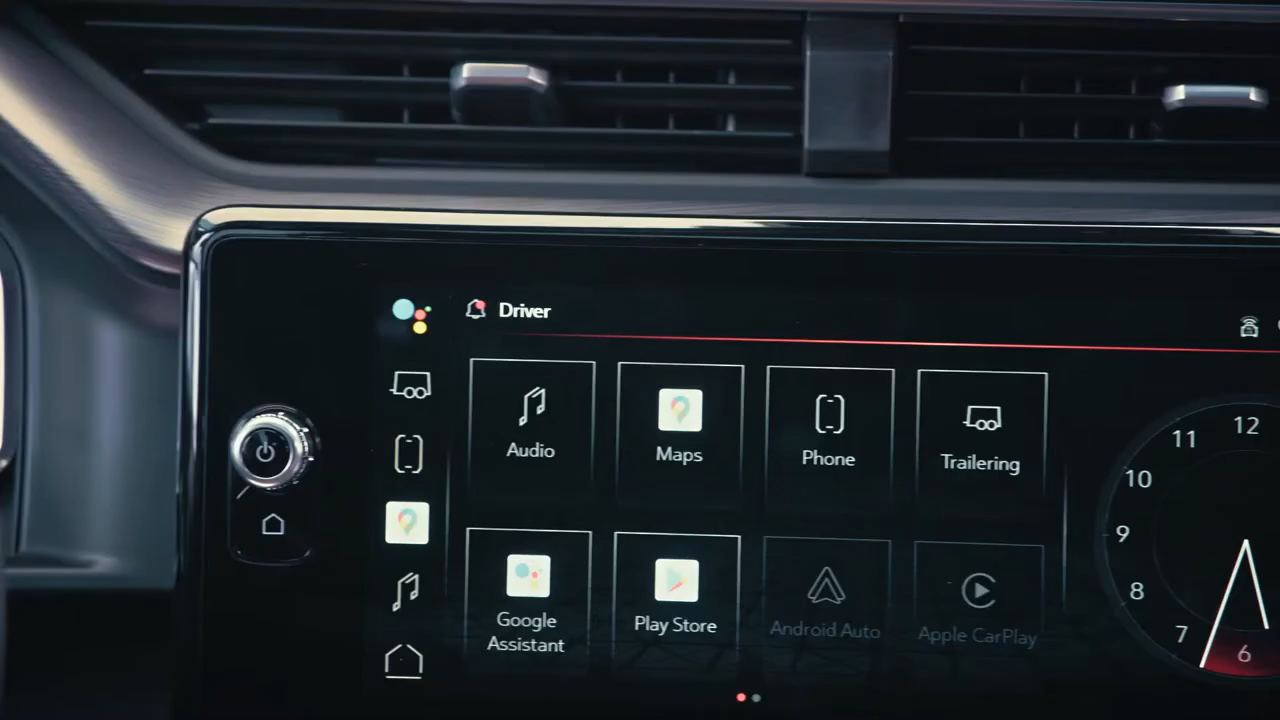 Driver
Audio
Maps
Phone
Trailering
Google
Assistant
Play Store
Android Auto
Apple CarPlay
12
11
10
9
8
7
6